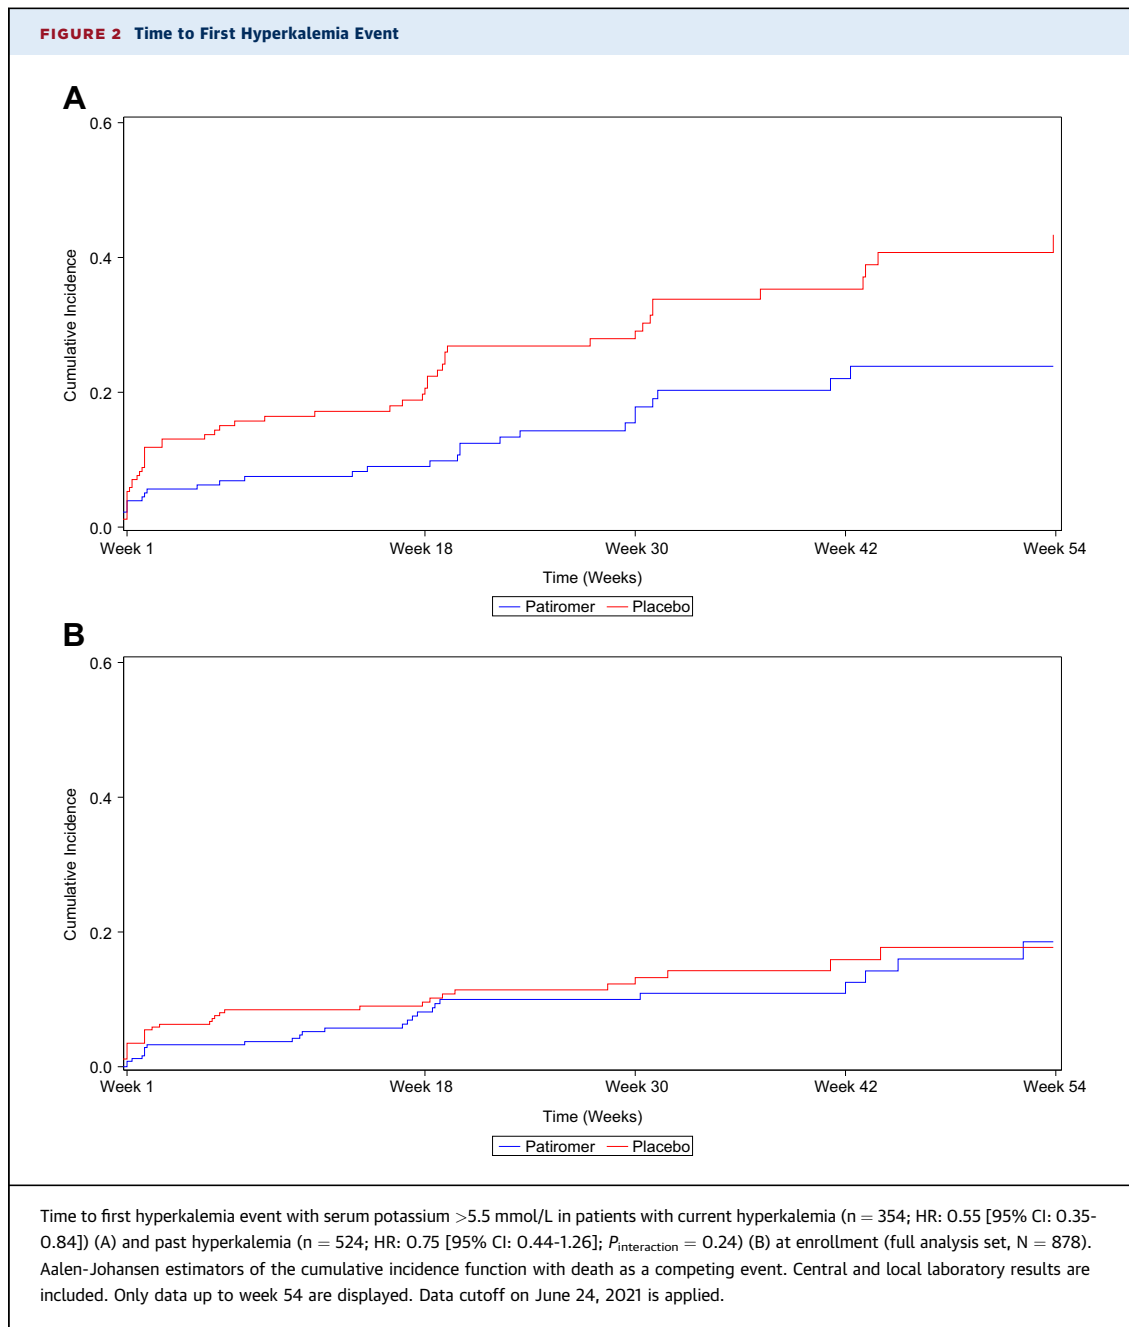 FIGURE 2 Time to First Hyperkalemia Event
A
0.6
0.4
0.2
0.0
Cumulative Incidence
Week 1 Week 18 Week 30 Week 42 Week 54
Time (Weeks)
Patiromer Placebo
B
0.6
0.4
0.2
0.0
Cumulative Incidence
Week 1 Week 18 Week 30 Week 42 Week 54
Time (Weeks)
Patiromer Placebo
Time to first hyperkalemia event with serum potassium >5.5 mmol/L in patients with current hyperkalemia (n = 354; HR: 0.55 [95% CI: 0.35-
0.84]) (A) and past hyperkalemia (n = 524; HR: 0.75 [95% CI: 0.44-1.26]; Pinteraction = 0.24) (B) at enrollment (full analysis set, N = 878).
Aalen-Johansen estimators of the cumulative incidence function with death as a competing event. Central and local laboratory results are
included. Only data up to week 54 are displayed. Data cutoff on June 24, 2021 is applied.